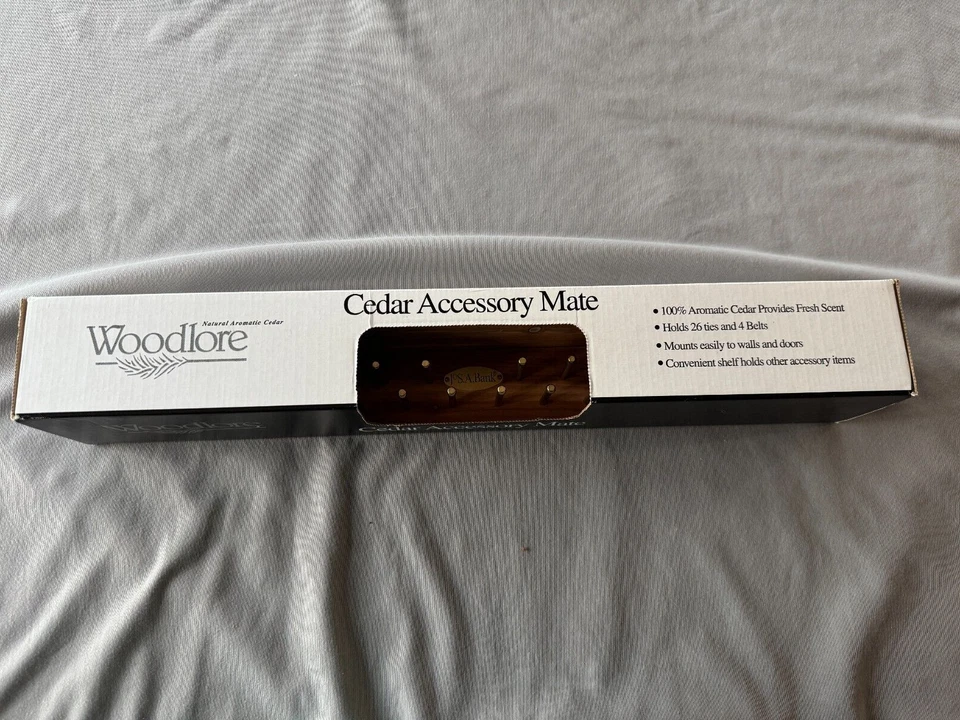 Cedar Accessory Mate
Natural Aromatic Cedar
Woodlore
• 100% Aromatic Cedar Provides Fresh Scent
• Holds 26 ties and 4 Belts
• Mounts easily to walls and doors
• Convenient shelf holds other accessory items
Bank
Woodlore
Cedar Accessory Mate